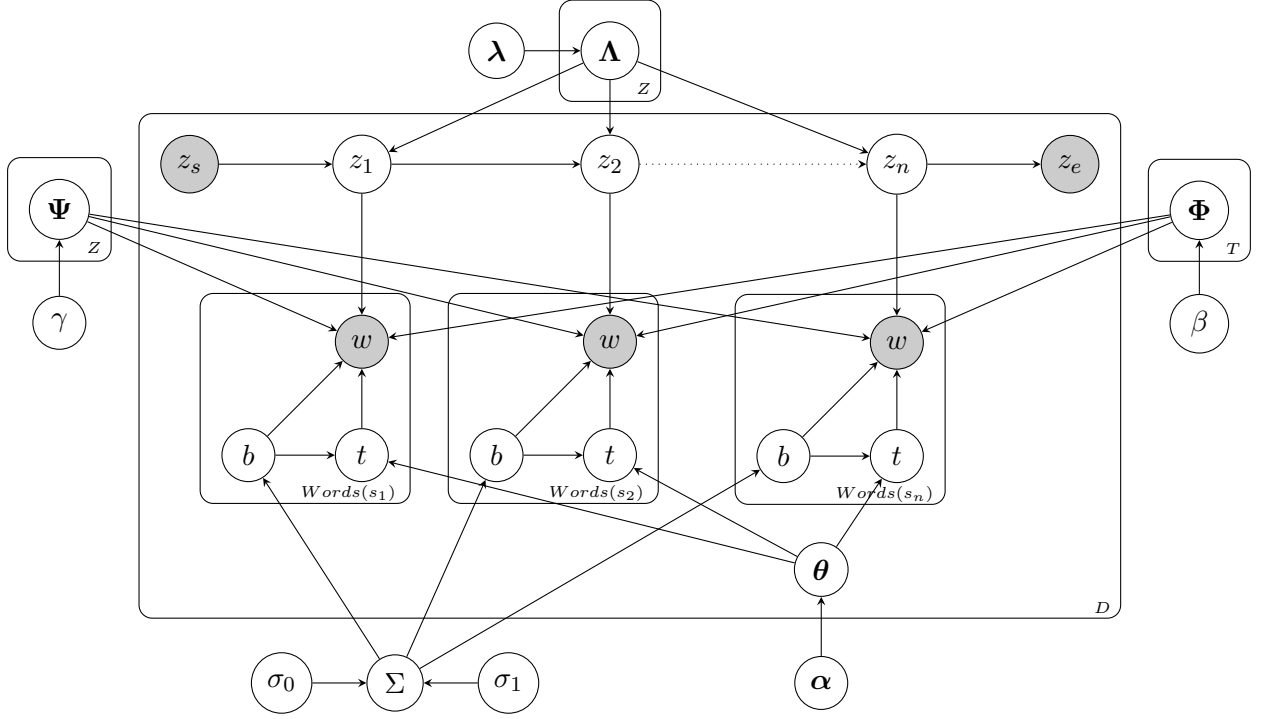 λ Λ
Z
z_s z_1 z_2 z_n z_e
Ψ Φ
Z T
γ β
w w w
b t b t b t
Words(s_1) Words(s_2) Words(s_n)
θ
D
σ_0 Σ σ_1 α